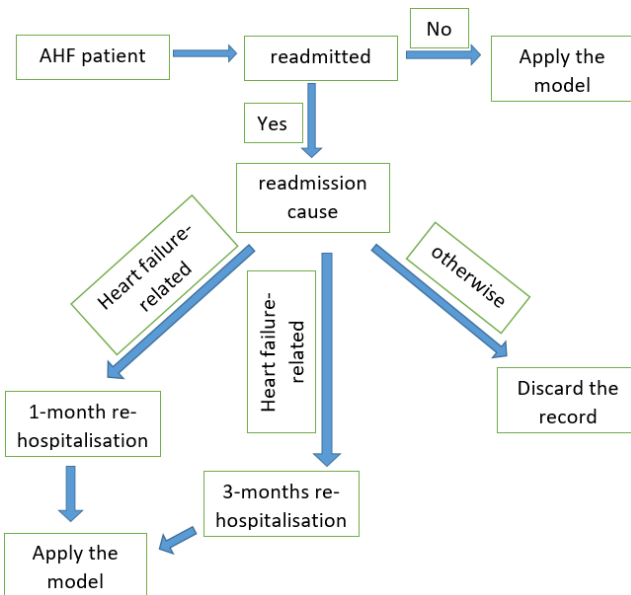 AHF patient
readmitted
No
Apply the
model
Yes
readmission
cause
Heart failure-
related
Heart failure-
related
otherwise
1-month re-
hospitalisation
Discard the
record
3-months re-
hospitalisation
Apply the
model